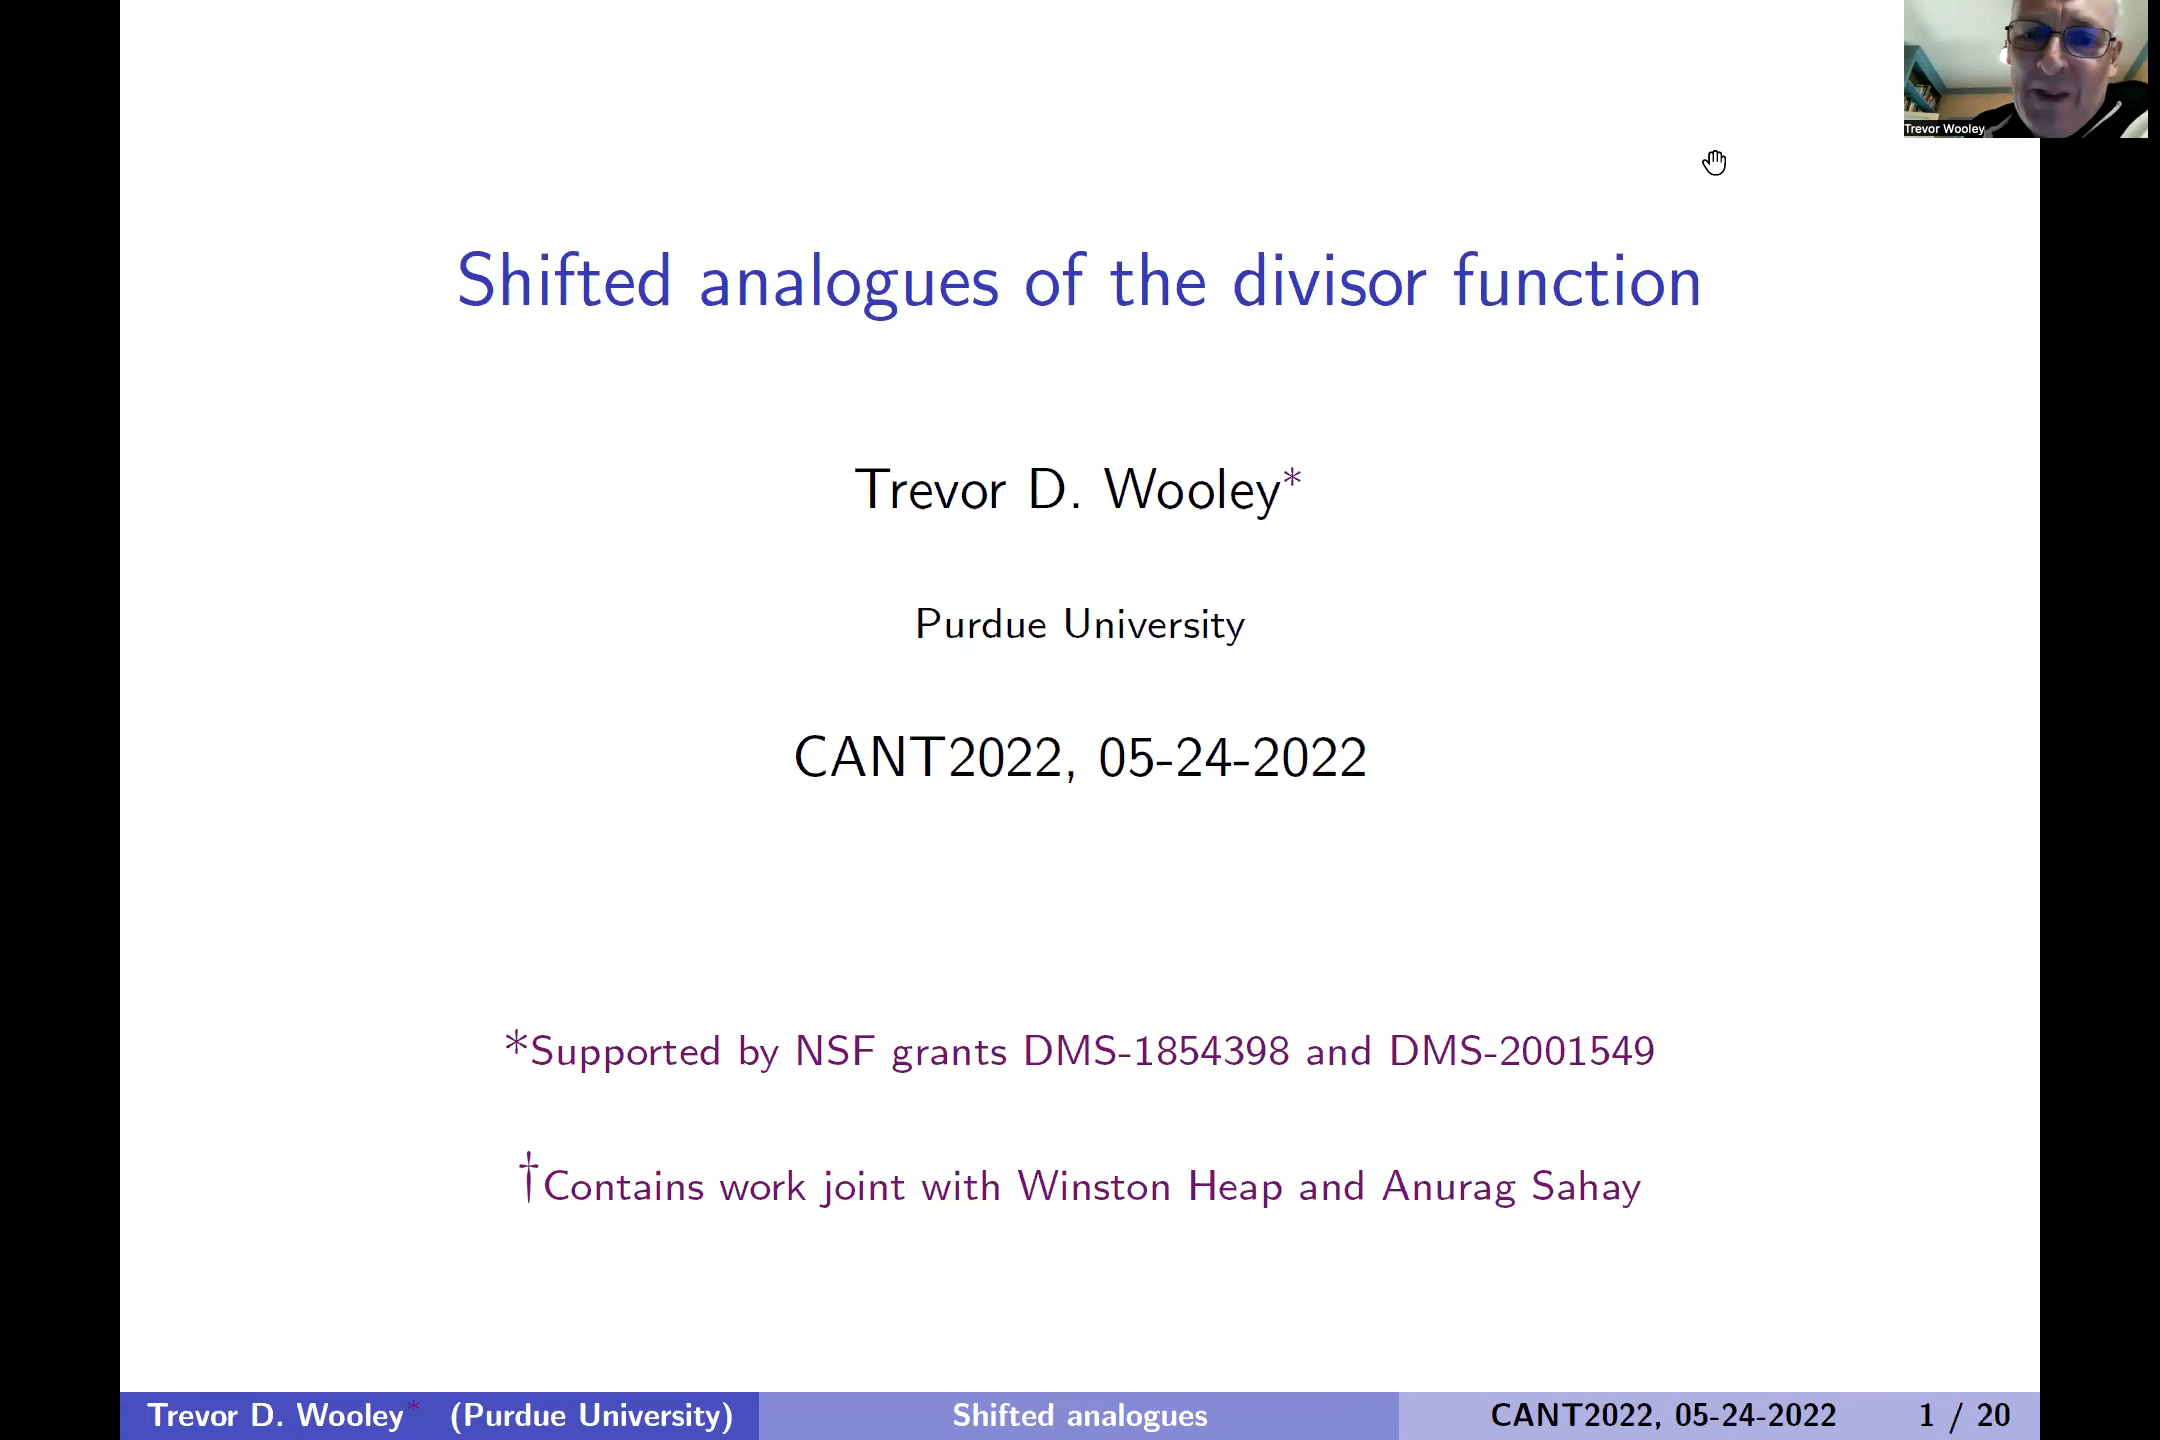 Trevor Wooley
Shifted analogues of the divisor function
Trevor D. Wooley*
Purdue University
CANT2022, 05-24-2022
*Supported by NSF grants DMS-1854398 and DMS-2001549
†Contains work joint with Winston Heap and Anurag Sahay
Trevor D. Wooley* (Purdue University) Shifted analogues CANT2022, 05-24-2022 1 / 20